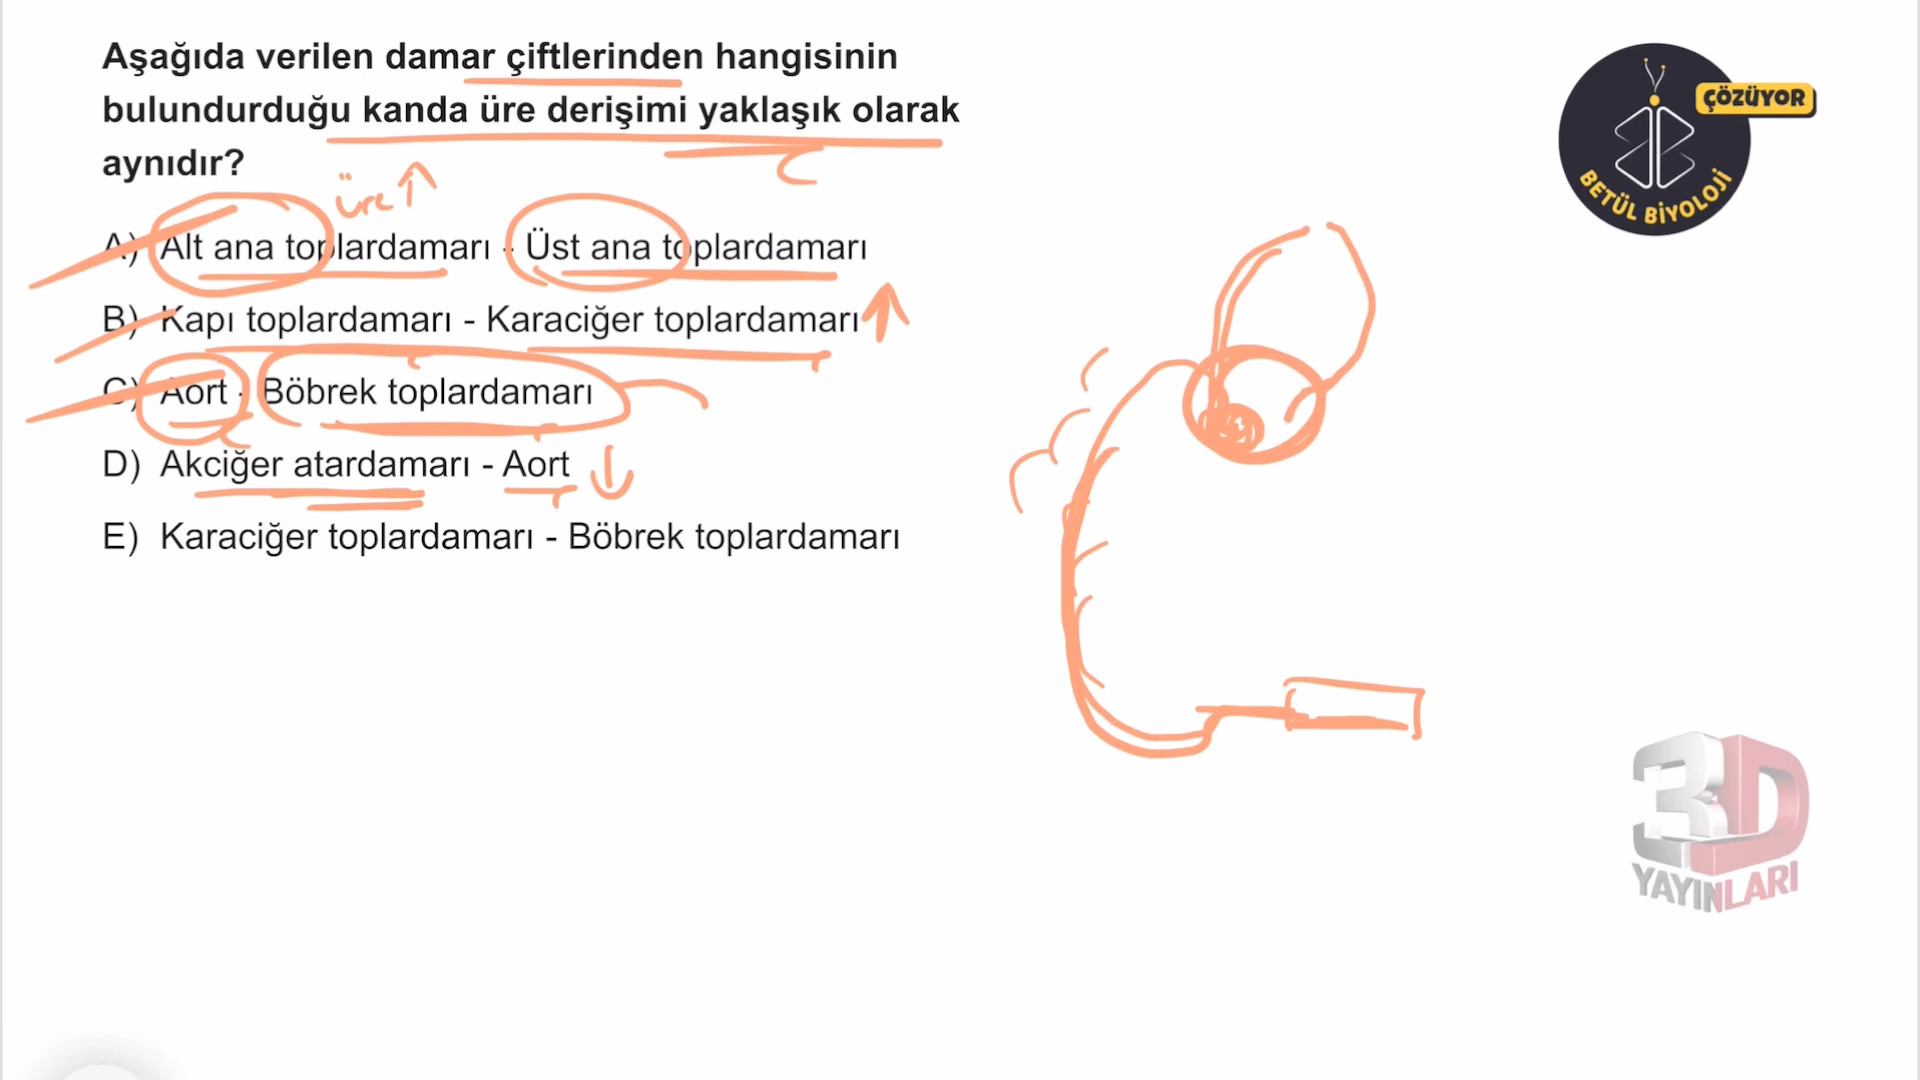 Aşağıda verilen damar çiftlerinden hangisinin
bulundurduğu kanda üre derişimi yaklaşık olarak
aynıdır?
üre ↑
A) Alt ana toplardamarı - Üst ana toplardamarı
B) Kapı toplardamarı - Karaciğer toplardamarı
C) Aort - Böbrek toplardamarı
D) Akciğer atardamarı - Aort
E) Karaciğer toplardamarı - Böbrek toplardamarı
ÇÖZÜYOR
BETÜL BİYOLOJİ
3D
YAYINLARI